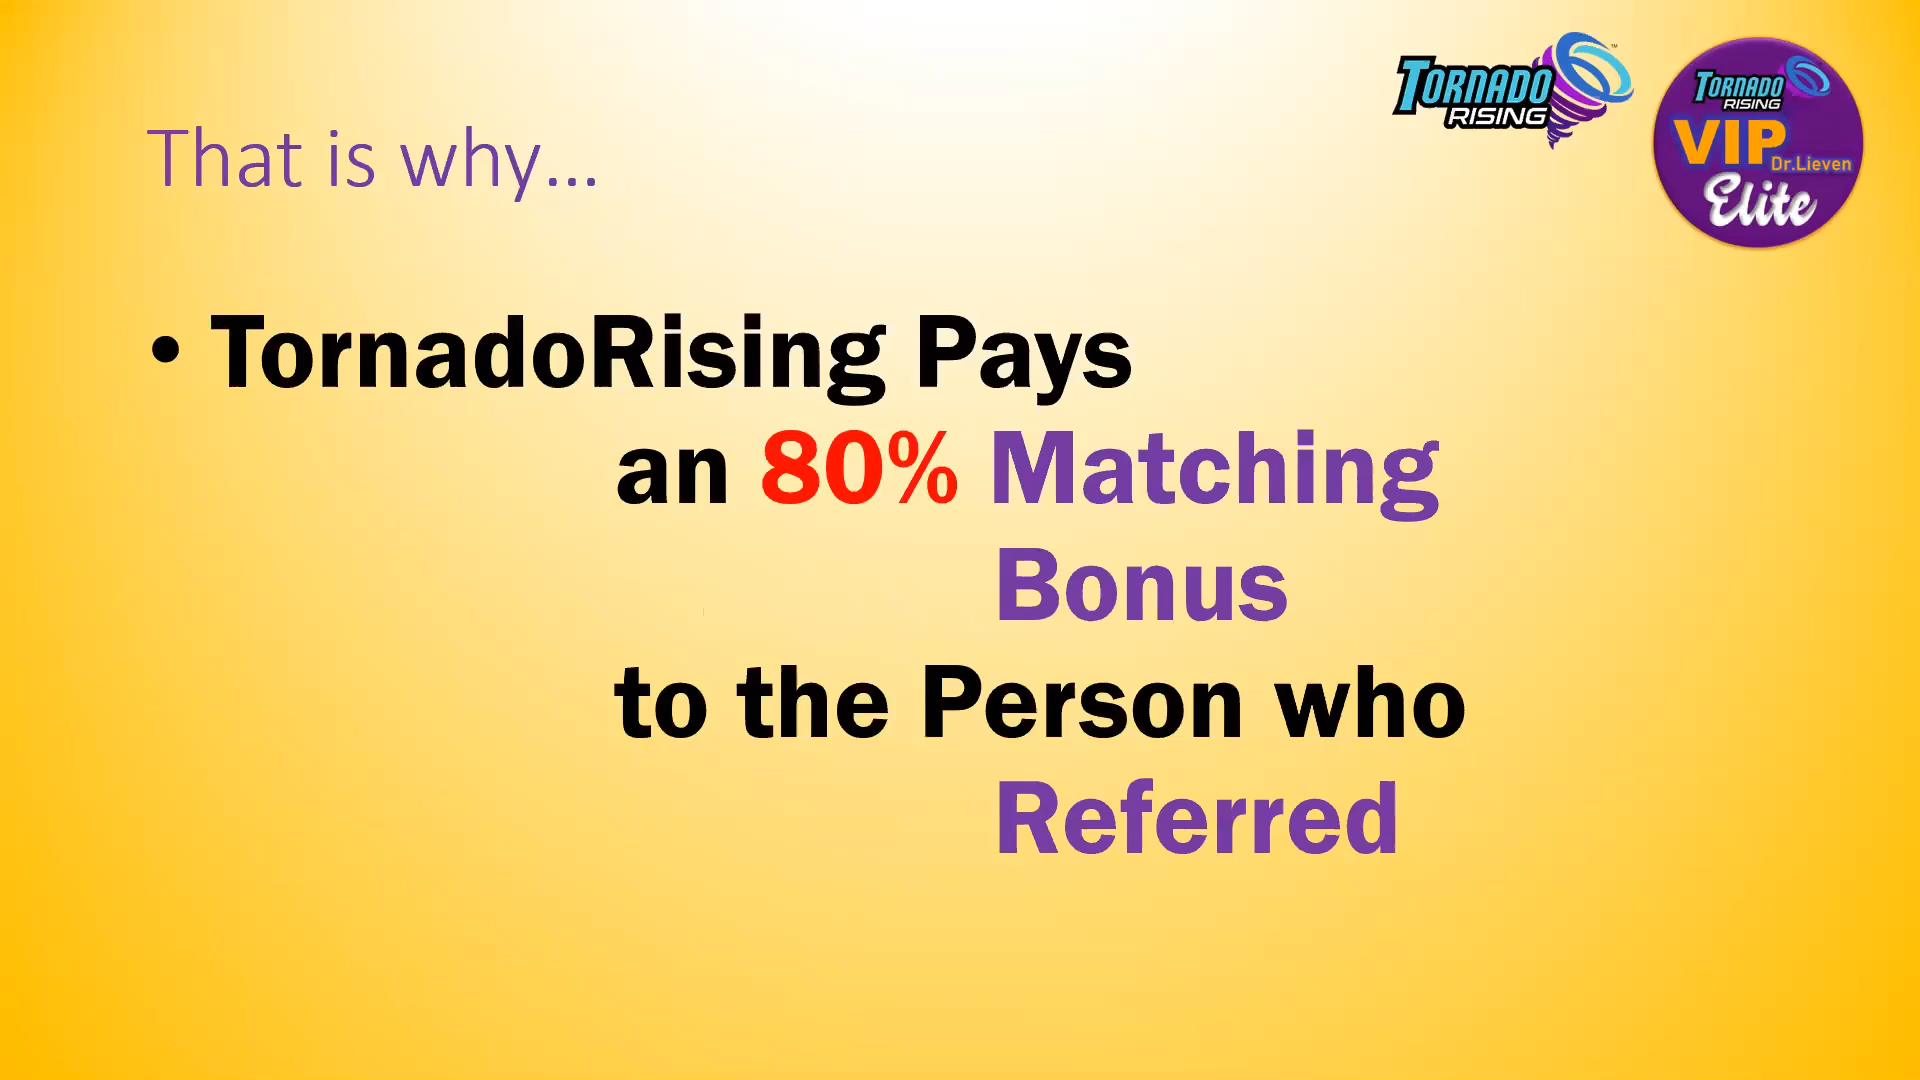 TORNADO
RISING
™
TORNADO
RISING
VIP
Dr.Lieven
Elite
That is why...
• TornadoRising Pays
an 80% Matching
Bonus
to the Person who
Referred